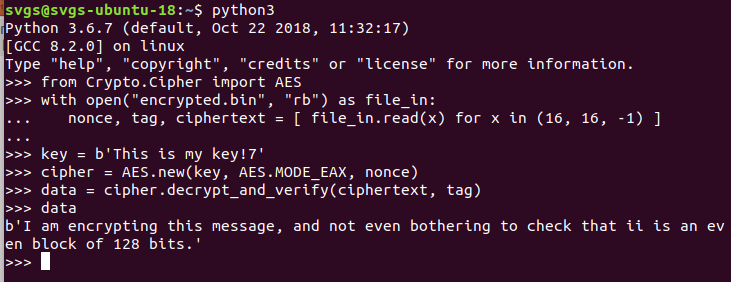 svgs@svgs-ubuntu-18:~$ python3
Python 3.6.7 (default, Oct 22 2018, 11:32:17)
[GCC 8.2.0] on linux
Type "help", "copyright", "credits" or "license" for more information.
>>> from Crypto.Cipher import AES
>>> with open("encrypted.bin", "rb") as file_in:
...     nonce, tag, ciphertext = [ file_in.read(x) for x in (16, 16, -1) ]
...
>>> key = b'This is my key!7'
>>> cipher = AES.new(key, AES.MODE_EAX, nonce)
>>> data = cipher.decrypt_and_verify(ciphertext, tag)
>>> data
b'I am encrypting this message, and not even bothering to check that ii is an ev
en block of 128 bits.'
>>>